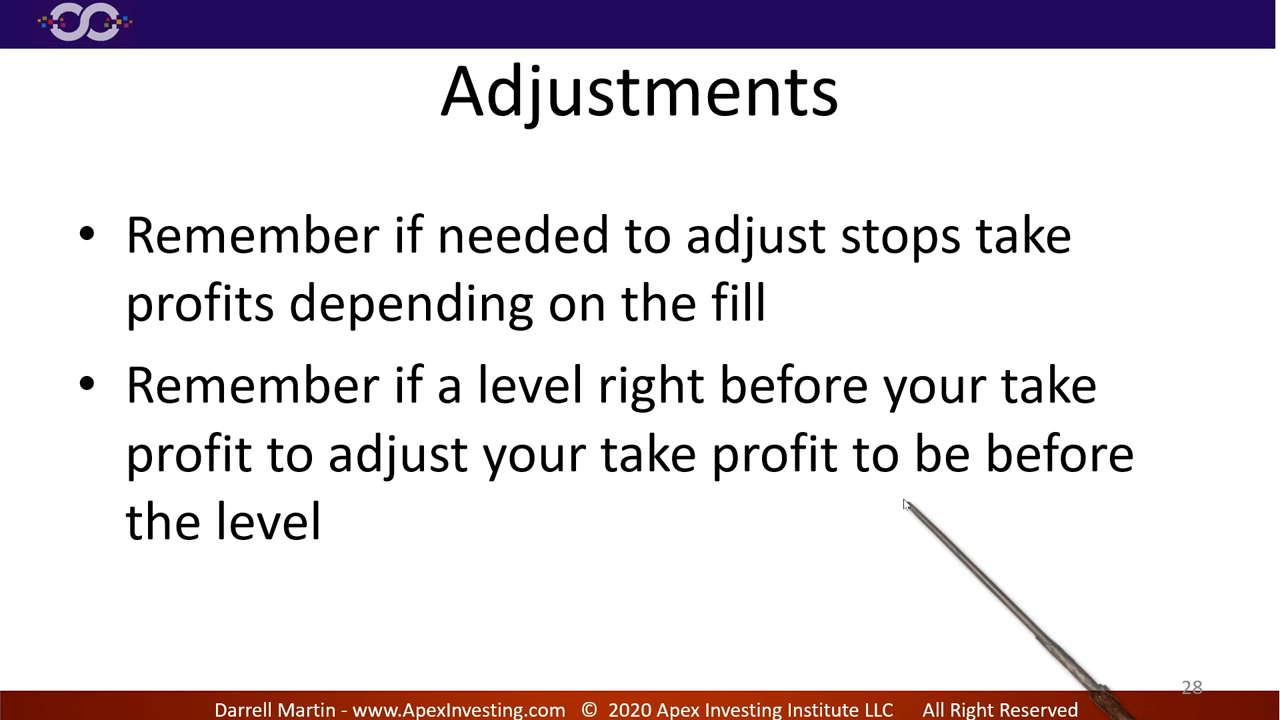 Adjustments
• Remember if needed to adjust stops take
profits depending on the fill
• Remember if a level right before your take
profit to adjust your take profit to be before
the level
28
Darrell Martin - www.ApexInvesting.com © 2020 Apex Investing Institute LLC All Right Reserved